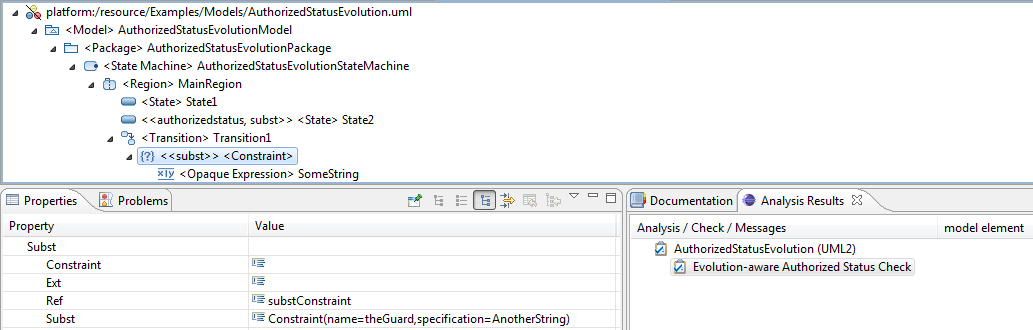 platform:/resource/Examples/Models/AuthorizedStatusEvolution.uml
<Model> AuthorizedStatusEvolutionModel
<Package> AuthorizedStatusEvolutionPackage
<State Machine> AuthorizedStatusEvolutionStateMachine
<Region> MainRegion
<State> State1
<<authorizedstatus, subst>> <State> State2
<Transition> Transition1
{?} <<subst>> <Constraint>
x|y <Opaque Expression> SomeString
Properties Problems
Property Value
Subst
Constraint
Ext
Ref substConstraint
Subst Constraint(name=theGuard,specification=AnotherString)
Documentation Analysis Results
Analysis / Check / Messages model element
AuthorizedStatusEvolution (UML2)
Evolution-aware Authorized Status Check